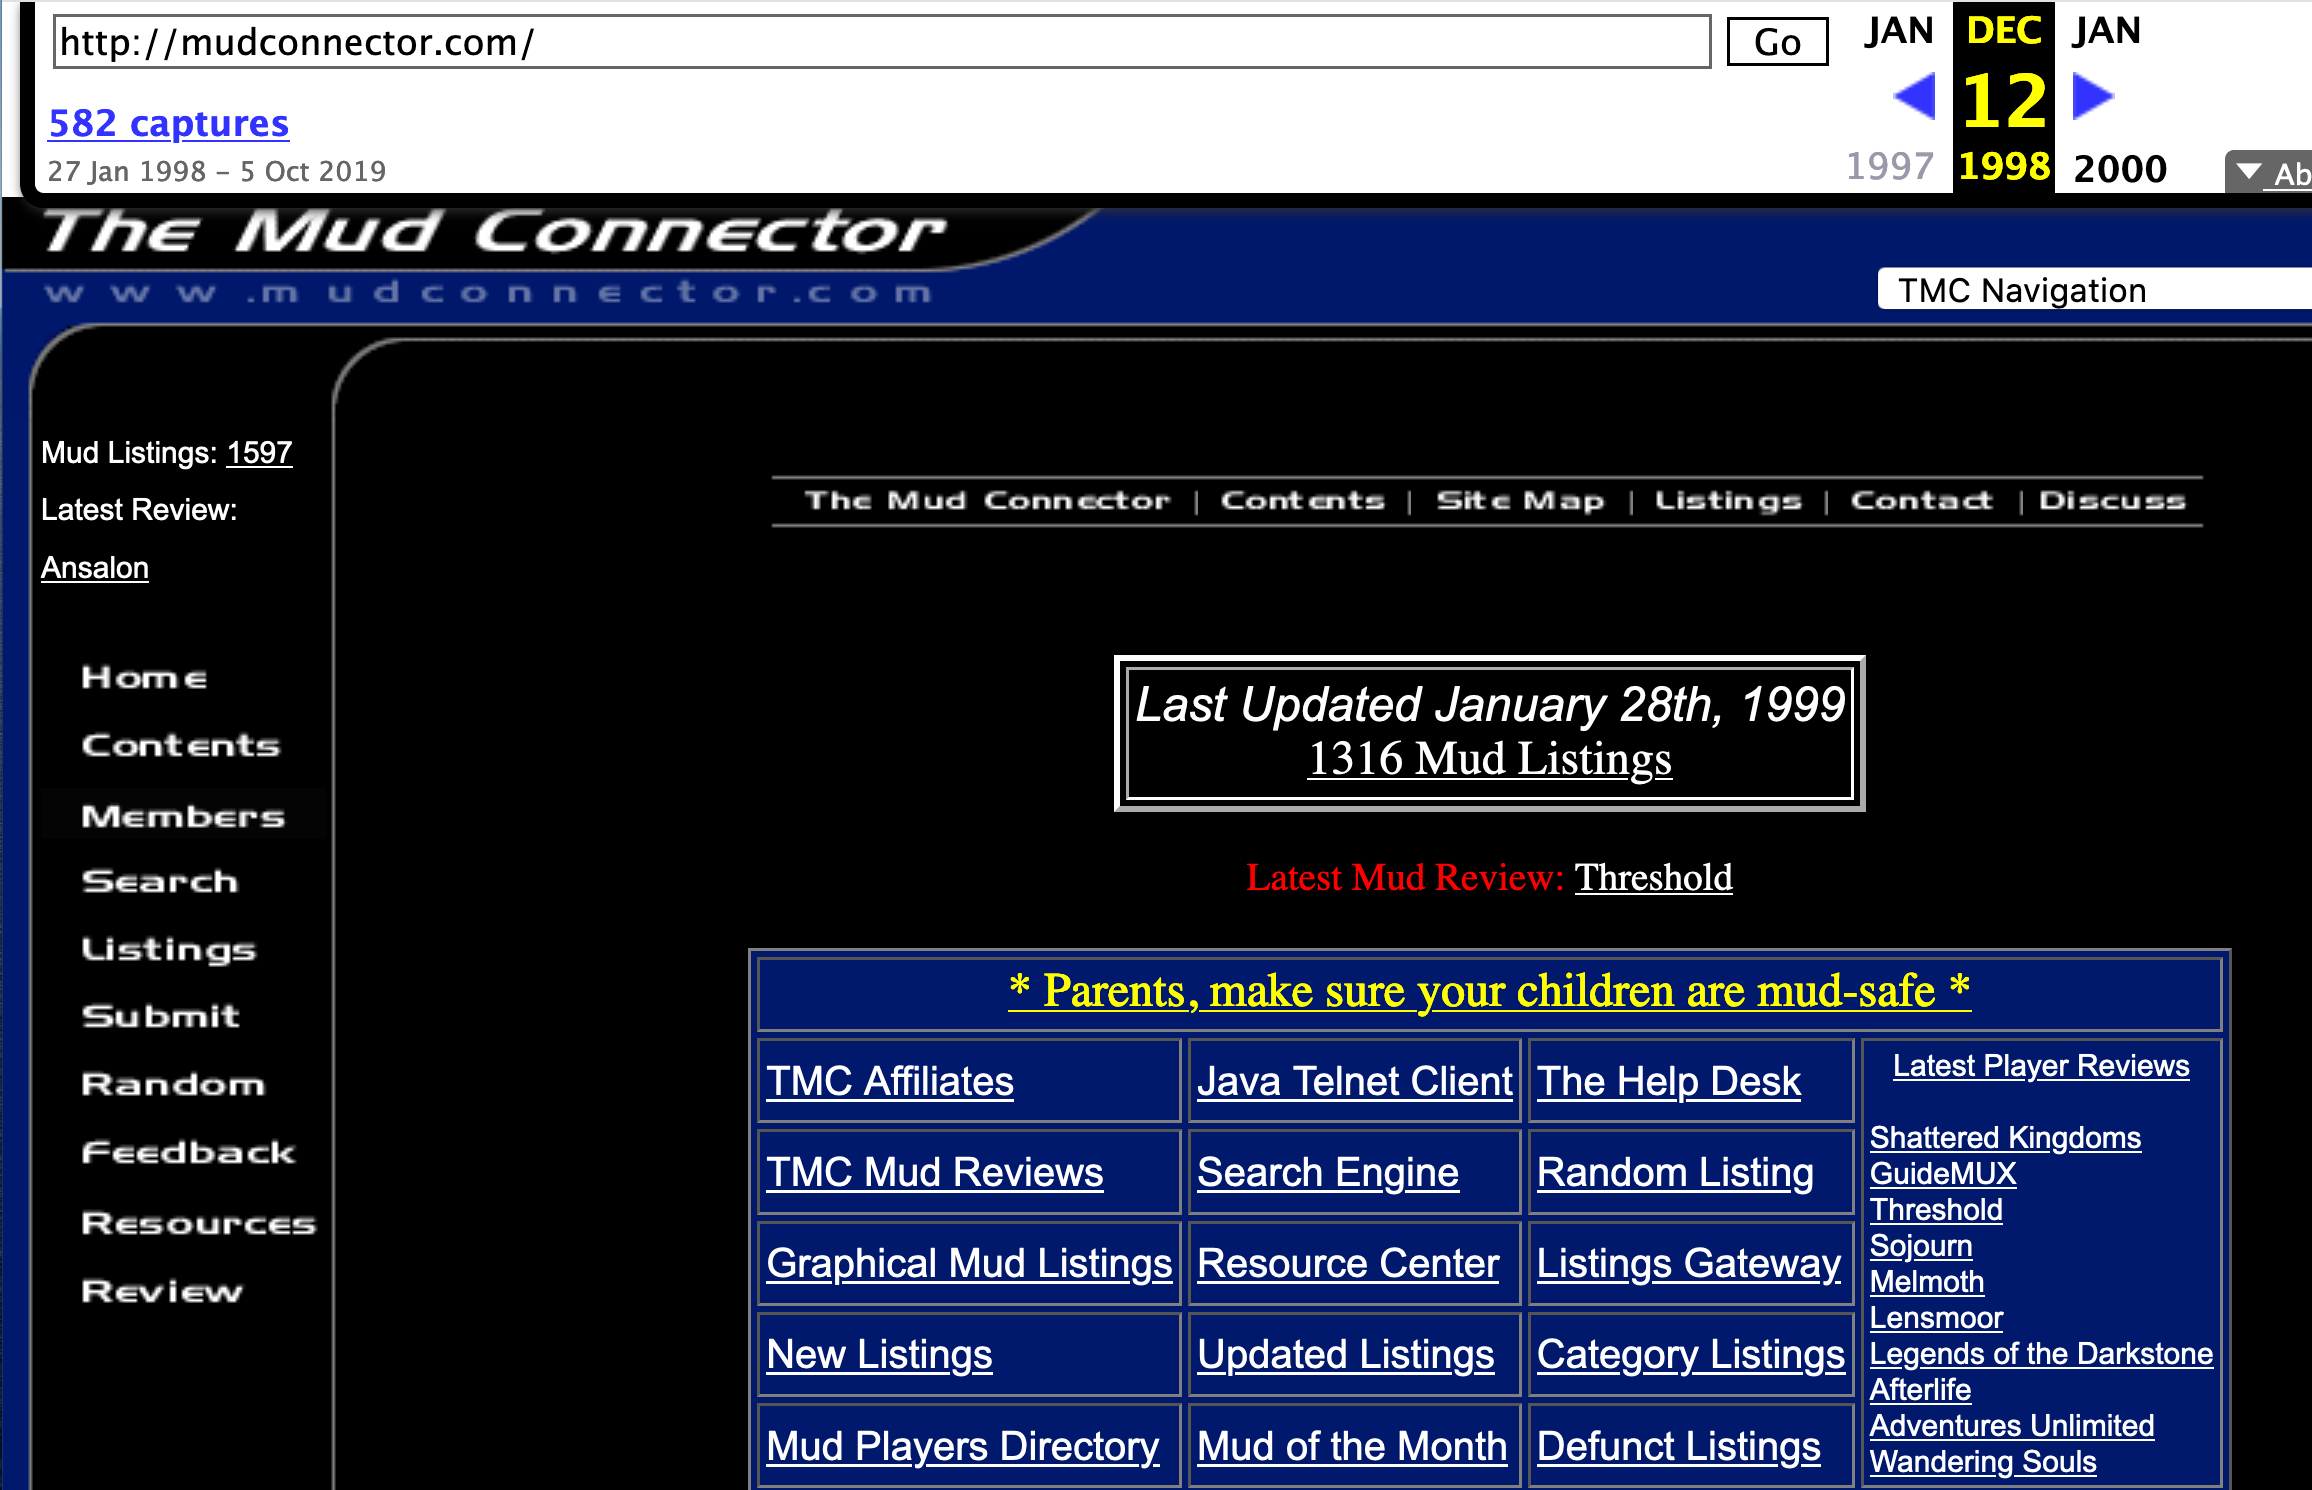 http://mudconnector.com/
Go
JAN DEC JAN
12
582 captures
27 Jan 1998 – 5 Oct 2019
1997 1998 2000
▼ Ab
The Mud Connector
www.mudconnector.com
TMC Navigation
Mud Listings: 1597
Latest Review:
Ansalon
Home
Contents
Members
Search
Listings
Submit
Random
Feedback
Resources
Review
The Mud Connector | Contents | Site Map | Listings | Contact | Discuss
Last Updated January 28th, 1999
1316 Mud Listings
Latest Mud Review: Threshold
* Parents, make sure your children are mud-safe *
TMC Affiliates Java Telnet Client The Help Desk
TMC Mud Reviews Search Engine Random Listing
Graphical Mud Listings Resource Center Listings Gateway
New Listings Updated Listings Category Listings
Mud Players Directory Mud of the Month Defunct Listings
Latest Player Reviews
Shattered Kingdoms
GuideMUX
Threshold
Sojourn
Melmoth
Lensmoor
Legends of the Darkstone
Afterlife
Adventures Unlimited
Wandering Souls